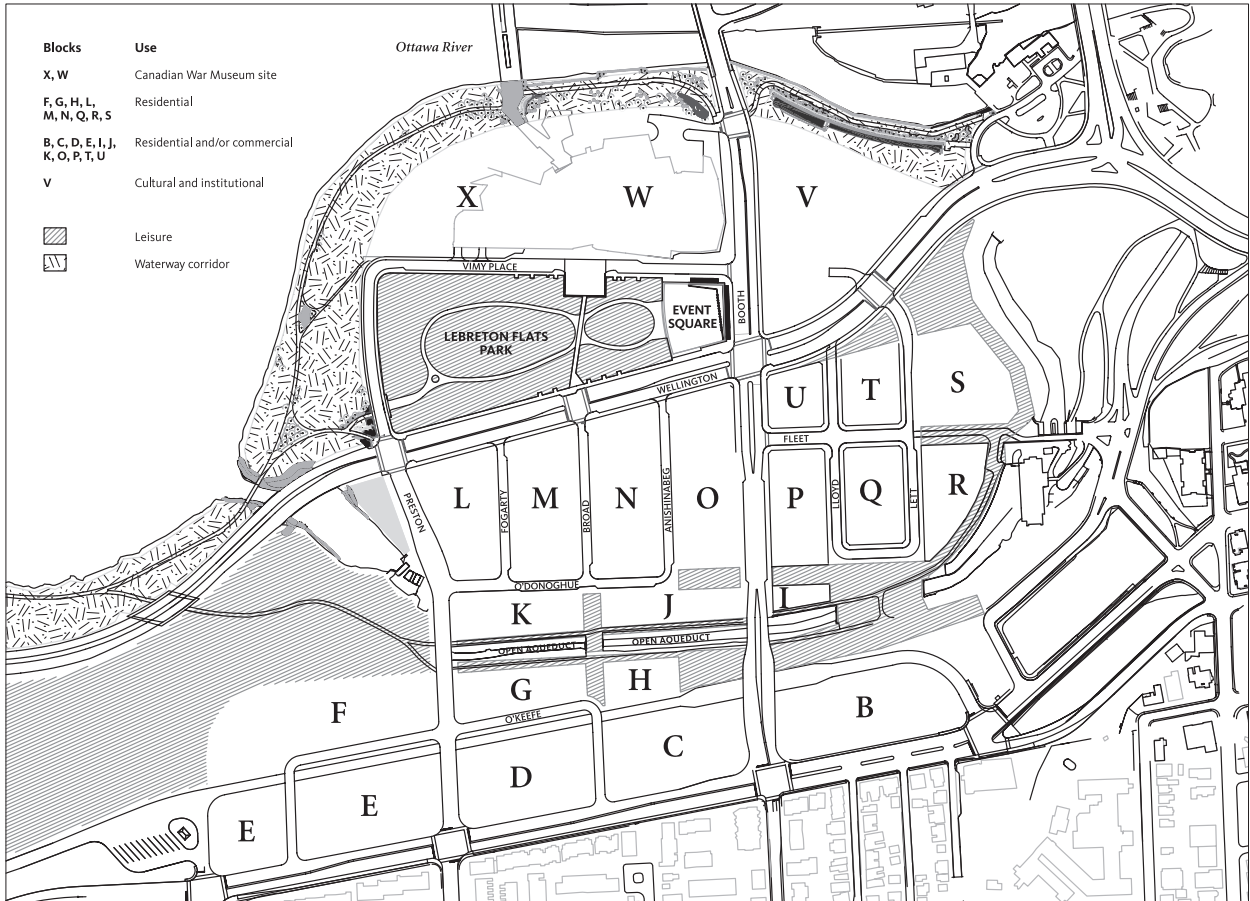 Blocks Use
Ottawa River
X, W Canadian War Museum site
F, G, H, L, Residential
M, N, Q, R, S
B, C, D, E, I, J, Residential and/or commercial
K, O, P, T, U
V Cultural and institutional
Leisure
Waterway corridor
X
W
V
VIMY PLACE
BOOTH
EVENT
SQUARE
LEBRETON FLATS
PARK
WELLINGTON
U
T
S
FLEET
L
M
N
O
P
Q
R
PRESTON
FOGARTY
BROAD
ANISHINABEG
LLOYD
LETT
O'DONOGHUE
K
J
I
OPEN AQUEDUCT
OPEN AQUEDUCT
G
H
F
O'KEEFE
B
C
D
E
E